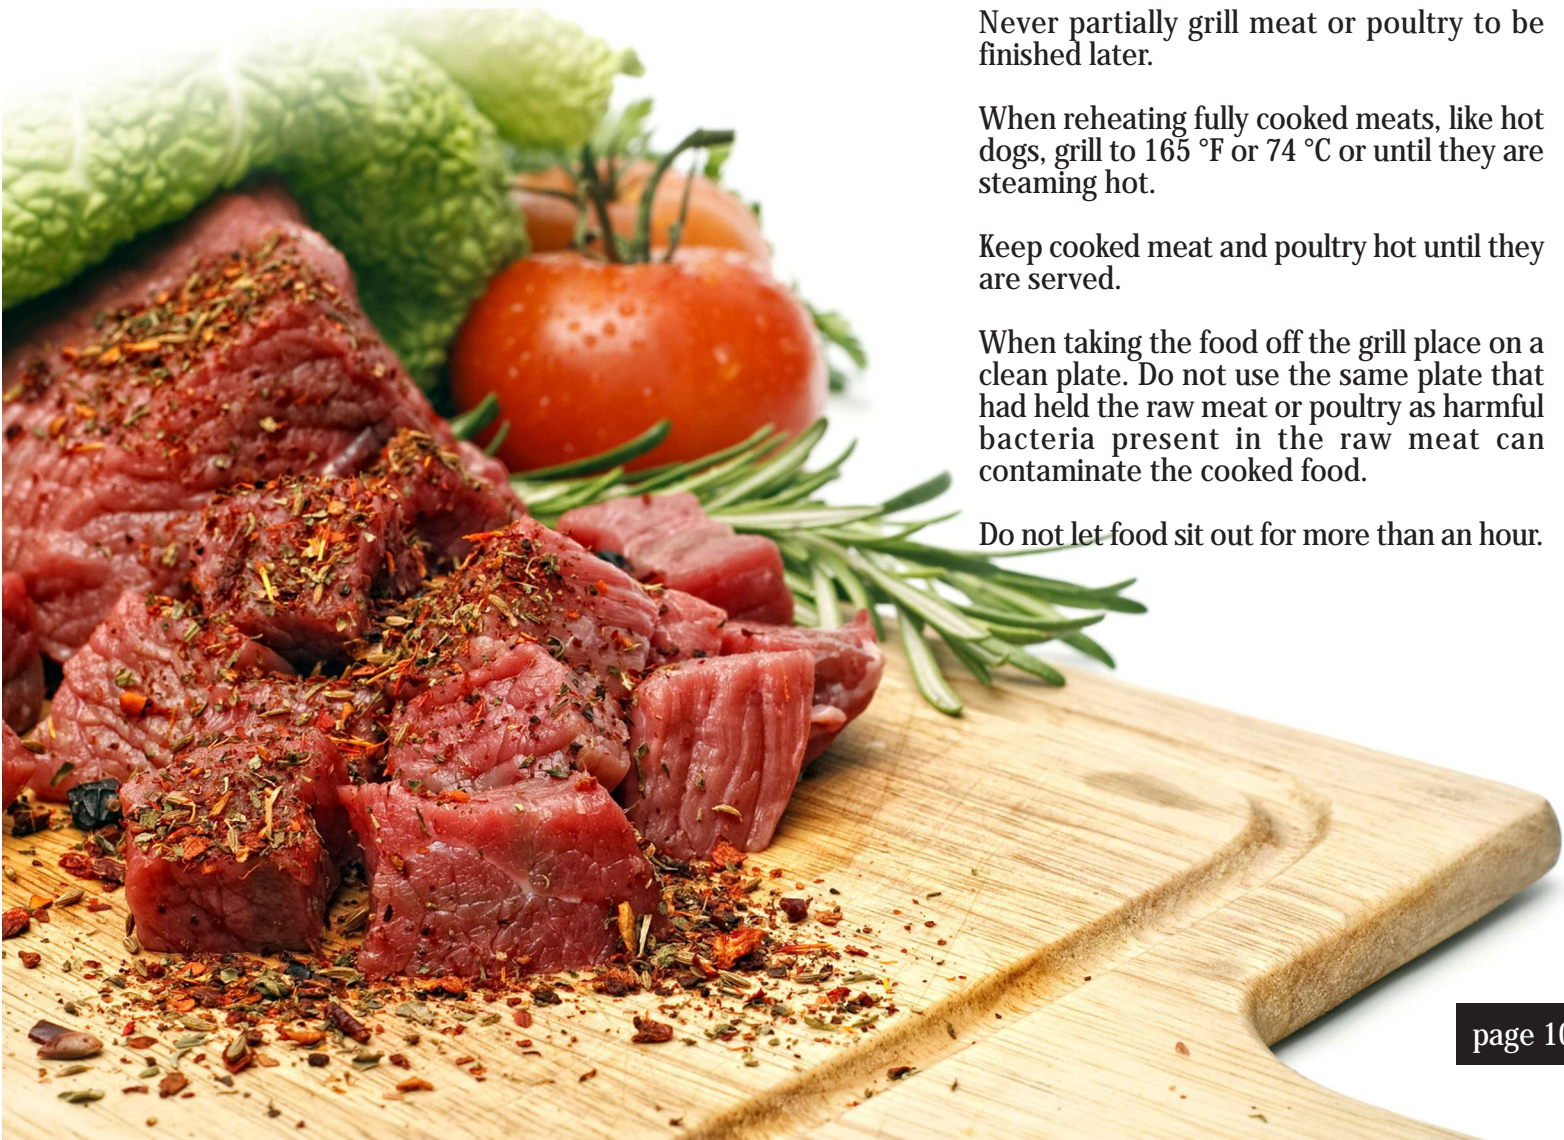 Never partially grill meat or poultry to be
finished later.
When reheating fully cooked meats, like hot
dogs, grill to 165 °F or 74 °C or until they are
steaming hot.
Keep cooked meat and poultry hot until they
are served.
When taking the food off the grill place on a
clean plate. Do not use the same plate that
had held the raw meat or poultry as harmful
bacteria present in the raw meat can
contaminate the cooked food.
Do not let food sit out for more than an hour.
page 10